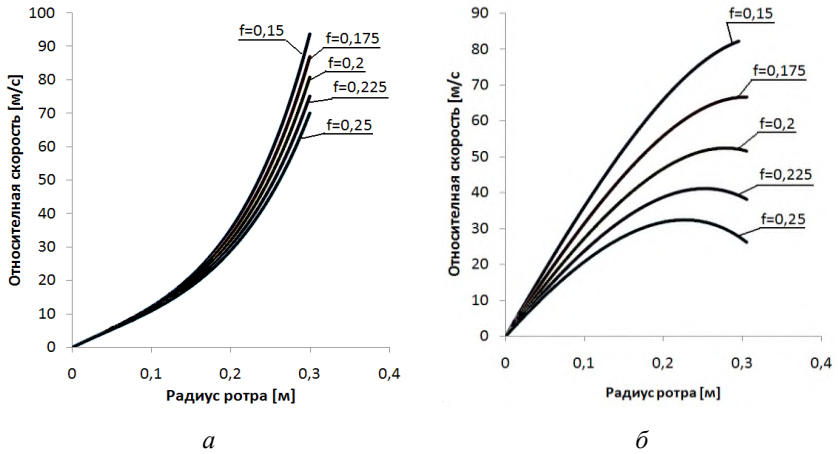 Относителная скорость [м/с]
100
90
80
70
60
50
40
30
20
10
0
f=0,15
f=0,175
f=0,2
f=0,225
f=0,25
0
0,1
0,2
0,3
0,4
Радиус ротра [м]
а
Относителная скорость [м/с]
90
80
70
60
50
40
30
20
10
0
f=0,15
f=0,175
f=0,2
f=0,225
f=0,25
0
0,1
0,2
0,3
0,4
Радиус ротра [м]
б